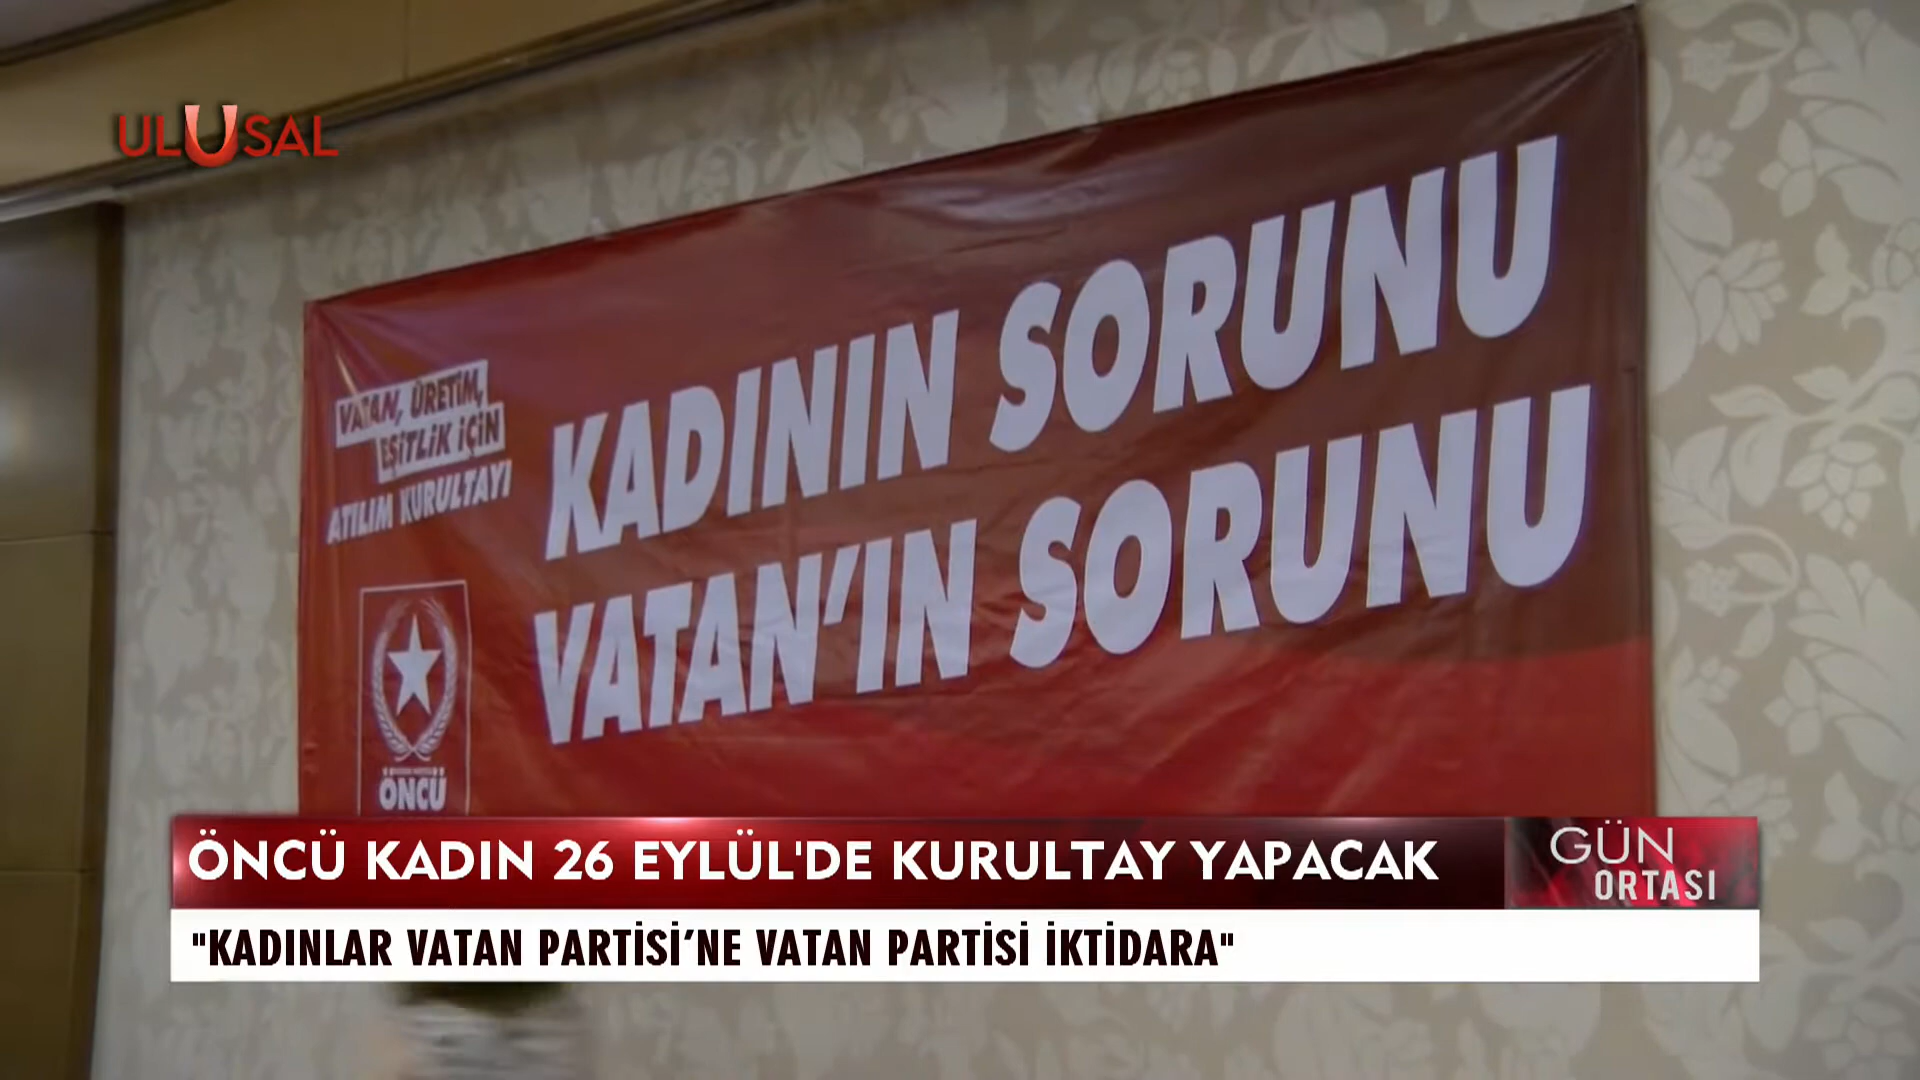 ULUSAL
KADININ SORUNU
VATAN'IN SORUNU
VATAN, ÜRETİM,
EŞİTLİK İÇİN
ATILIM KURULTAYI
ÖNCÜ
ÖNCÜ KADIN 26 EYLÜL'DE KURULTAY YAPACAK
GÜN
ORTASI
"KADINLAR VATAN PARTİSİ'NE VATAN PARTİSİ İKTİDARA"